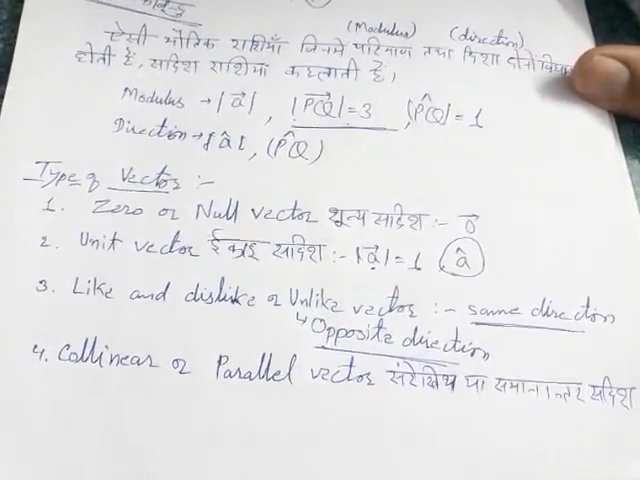 (Modulus) (direction)
ऐसी भौतिक राशियाँ जिनमे परिमाण तथा दिशा दोनों
होती हैं, सदिश राशियां कहलाती हैं।
Modulus → |a⃗| , |P⃗Q| = 3 , |P̂Q| = 1
Direction → |â| , (P̂Q)
Type of Vector :-
1. Zero or Null vector शून्य सदिश :- 0⃗
2. Unit vector ईकाइ सदिश :- |a⃗| = 1 â
3. Like and dislike or Unlike vector :- same direction
↳ Opposite direction
4. Collinear or Parallel vector संरेखिय या समानान्तर सदिश